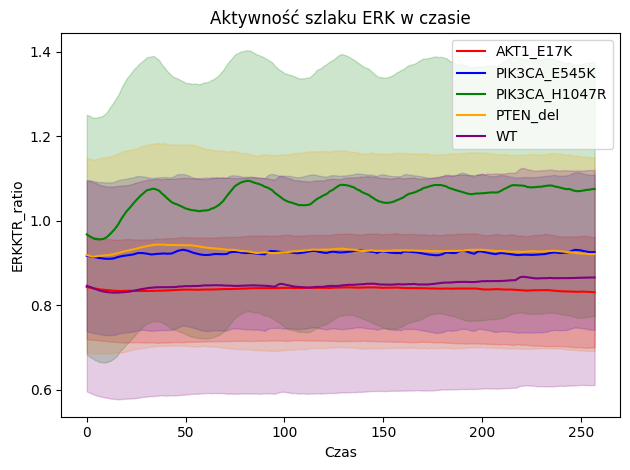 Aktywność szlaku ERK w czasie
AKT1_E17K
PIK3CA_E545K
PIK3CA_H1047R
PTEN_del
WT
ERKKTR_ratio
1.4
1.2
1.0
0.8
0.6
0
50
100
150
200
250
Czas